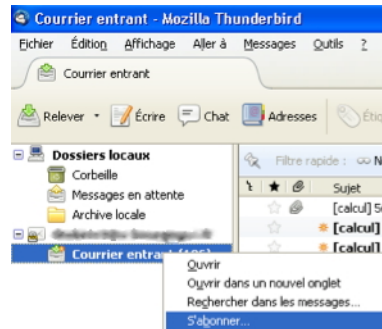 Courrier entrant - Mozilla Thunderbird
Fichier Édition Affichage Aller à Messages Outils ?
Courrier entrant
Relever Écrire Chat Adresses Étiq
Dossiers locaux
Corbeille
Messages en attente
Archive locale
Courrier entrant
Filtre rapide : N
Sujet
[calcul] S
[calcul]
[calcul]
Ouvrir
Ouvrir dans un nouvel onglet
Rechercher dans les messages...
S'abonner...